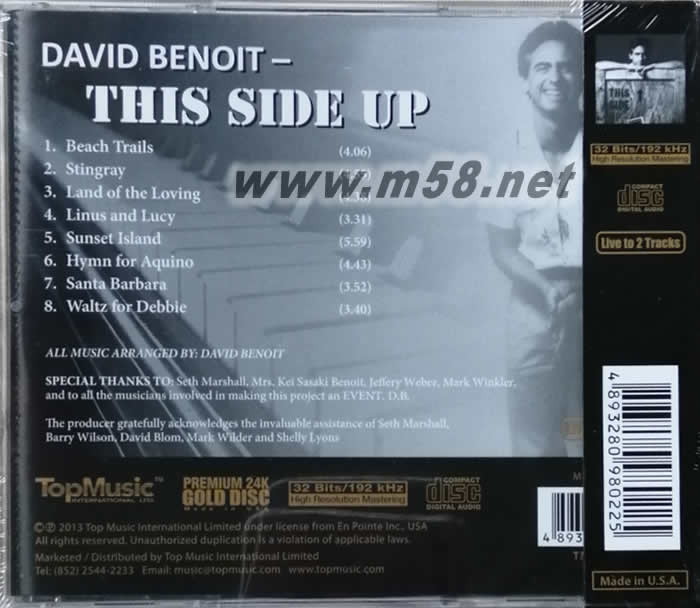 DAVID BENOIT –
THIS SIDE UP
1. Beach Trails (4.06)
2. Stingray
3. Land of the Loving
4. Linus and Lucy (3.31)
5. Sunset Island (5.59)
6. Hymn for Aquino (4.43)
7. Santa Barbara (3.52)
8. Waltz for Debbie (3.40)
www.m58.net
ALL MUSIC ARRANGED BY: DAVID BENOIT
SPECIAL THANKS TO: Seth Marshall, Mrs. Kei Sasaki Benoit, Jeffery Weber, Mark Winkler,
and to all the musicians involved in making this project an EVENT. D.B.
The producer gratefully acknowledges the invaluable assistance of Seth Marshall,
Barry Wilson, David Blom, Mark Wilder and Shelly Lyons
TopMusic™
INTERNATIONAL LTD.
PREMIUM 24K
GOLD DISC
Made in U.S.A.
32 Bits/192 kHz
High Resolution Mastering
COMPACT
disc
DIGITAL AUDIO
©℗ 2013 Top Music International Limited under license from En Pointe Inc., USA
All rights reserved. Unauthorized duplication is a violation of applicable laws.
Marketed / Distributed by Top Music International Limited
Tel: (852) 2544-2233 Email: music@topmusic.com www.topmusic.com
4 893
THIS
SIDE
32 Bits/192 kHz
High Resolution Mastering
COMPACT
disc
DIGITAL AUDIO
Live to 2 Tracks
4 893280 980225
Made in U.S.A.